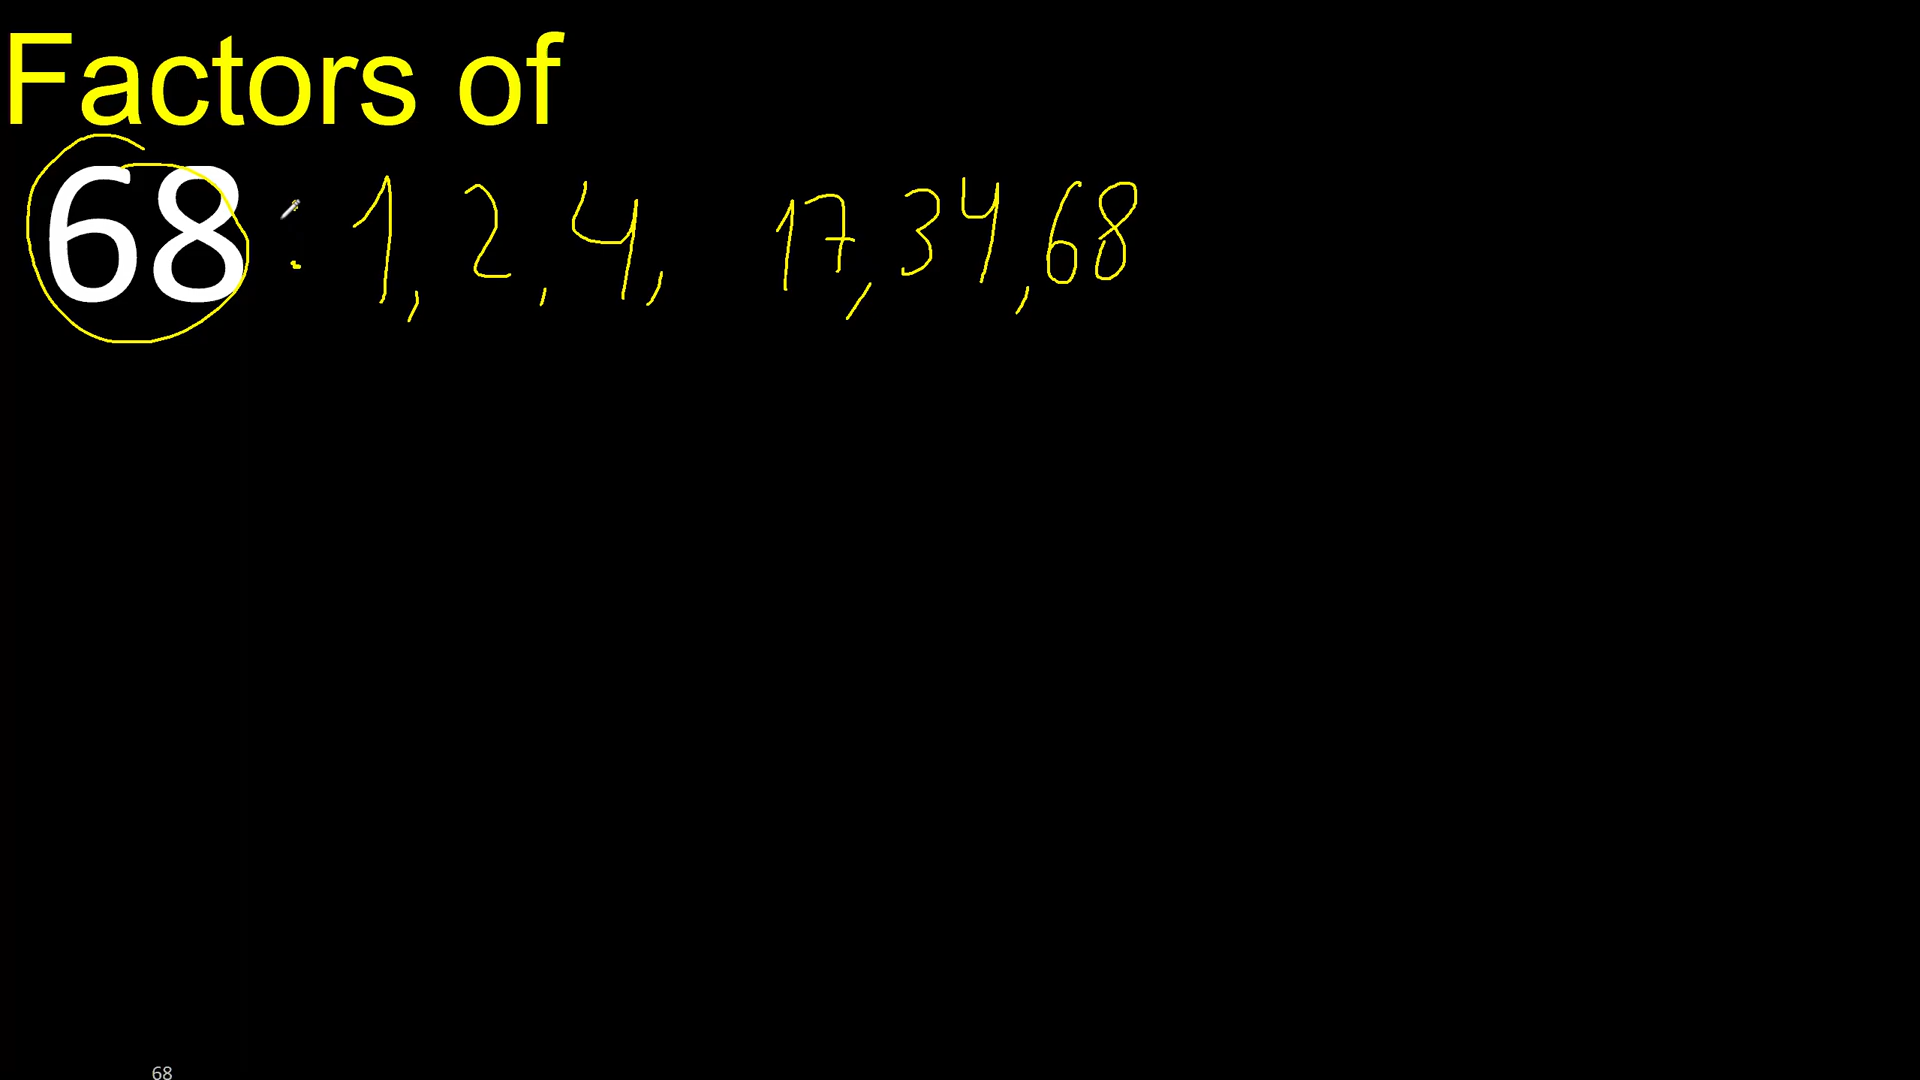 Factors of
68 : 1, 2, 4, 17, 34, 68
68